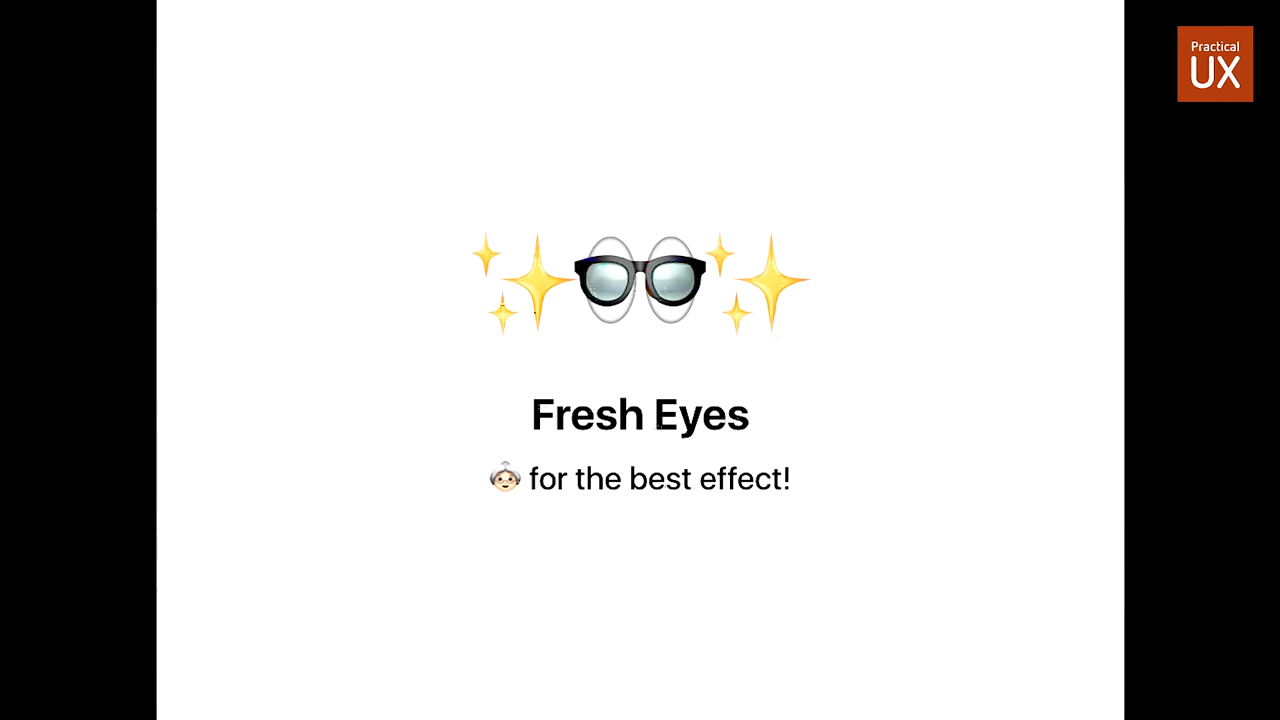 Practical
UX
Fresh Eyes
👵🏻 for the best effect!